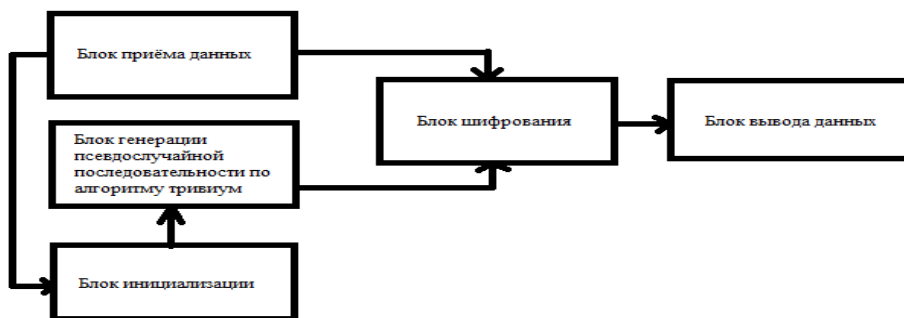 Блок приёма данных
Блок шифрования
Блок вывода данных
Блок генерации
псевдослучайной
последовательности по
алгоритму тривиум
Блок инициализации